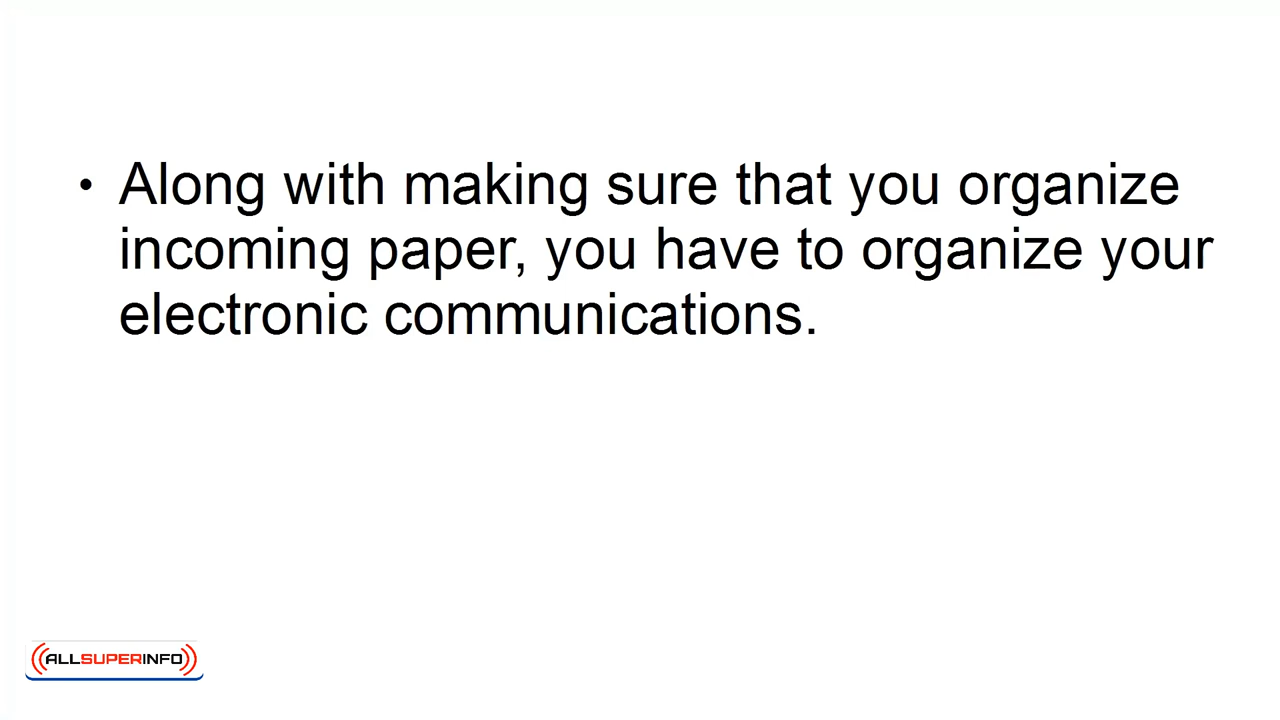 • Along with making sure that you organize
incoming paper, you have to organize your
electronic communications.
ALLSUPERINFO